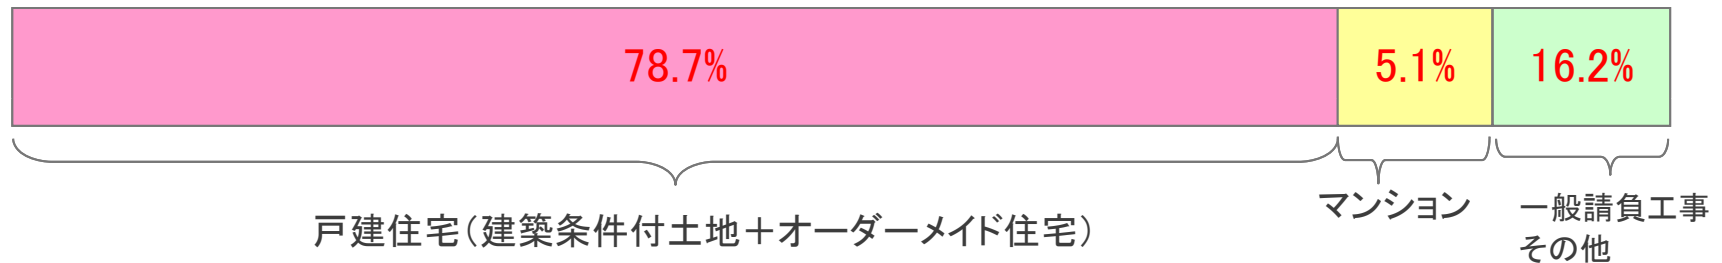 78.7%
5.1%
16.2%
戸建住宅(建築条件付土地＋オーダーメイド住宅)
マンション
一般請負工事
その他